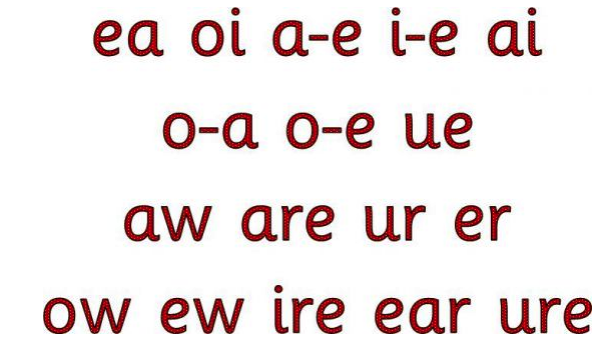 ea oi a-e i-e ai
o-a o-e ue
aw are ur er
ow ew ire ear ure